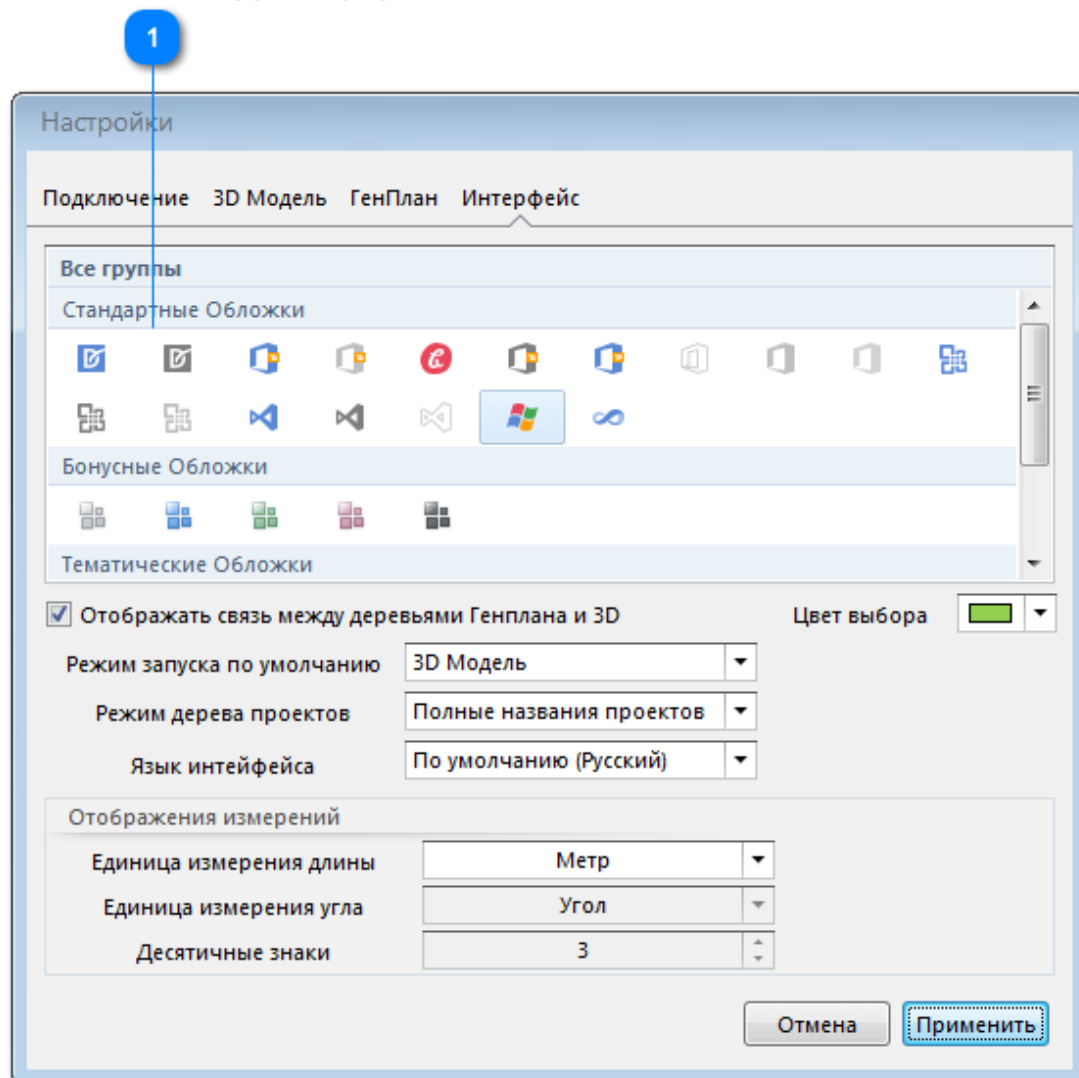 1
Настройки
Подключение 3D Модель ГенПлан Интерфейс
Все группы
Стандартные Обложки
Бонусные Обложки
Тематические Обложки
Отображать связь между деревьями Генплана и 3D Цвет выбора
Режим запуска по умолчанию 3D Модель
Режим дерева проектов Полные названия проектов
Язык интейфейса По умолчанию (Русский)
Отображения измерений
Единица измерения длины Метр
Единица измерения угла Угол
Десятичные знаки 3
Отмена Применить